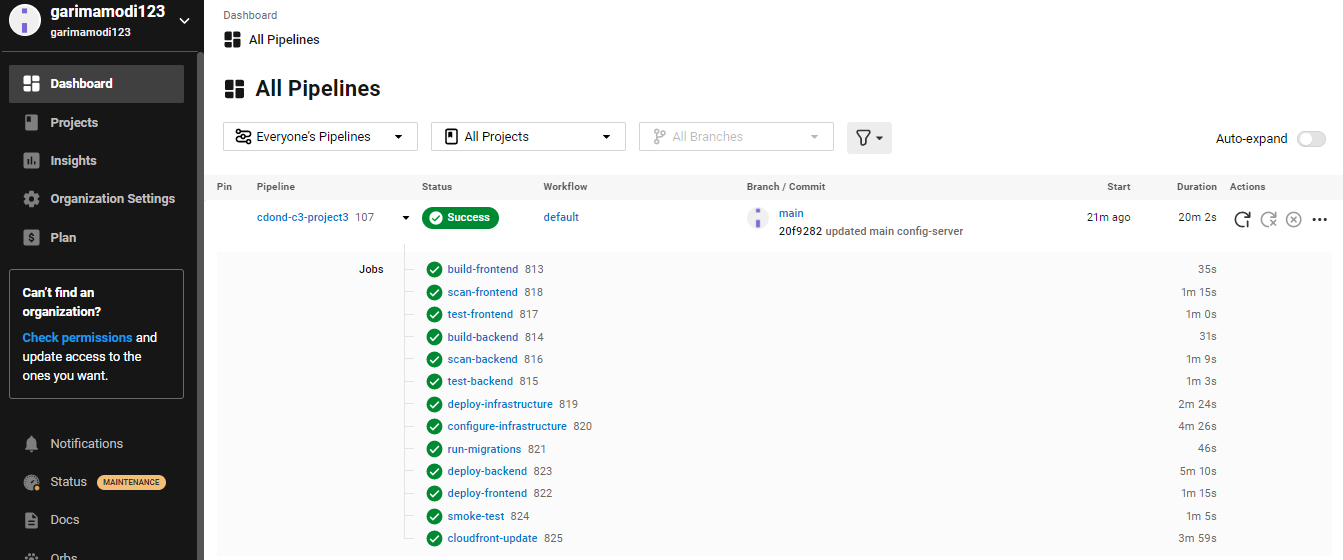 garimamodi123
garimamodi123
Dashboard
Projects
Insights
Organization Settings
Plan
Can't find an
organization?
Check permissions and
update access to the
ones you want.
Notifications
Status MAINTENANCE
Docs
Orbs
Dashboard
All Pipelines
All Pipelines
Everyone's Pipelines All Projects All Branches Auto-expand
Pin Pipeline Status Workflow Branch / Commit Start Duration Actions
cdond-c3-project3 107 Success default main 21m ago 20m 2s
20f9282 updated main config-server
Jobs build-frontend 813 35s
scan-frontend 818 1m 15s
test-frontend 817 1m 0s
build-backend 814 31s
scan-backend 816 1m 9s
test-backend 815 1m 3s
deploy-infrastructure 819 2m 24s
configure-infrastructure 820 4m 26s
run-migrations 821 46s
deploy-backend 823 5m 10s
deploy-frontend 822 1m 15s
smoke-test 824 1m 5s
cloudfront-update 825 3m 59s